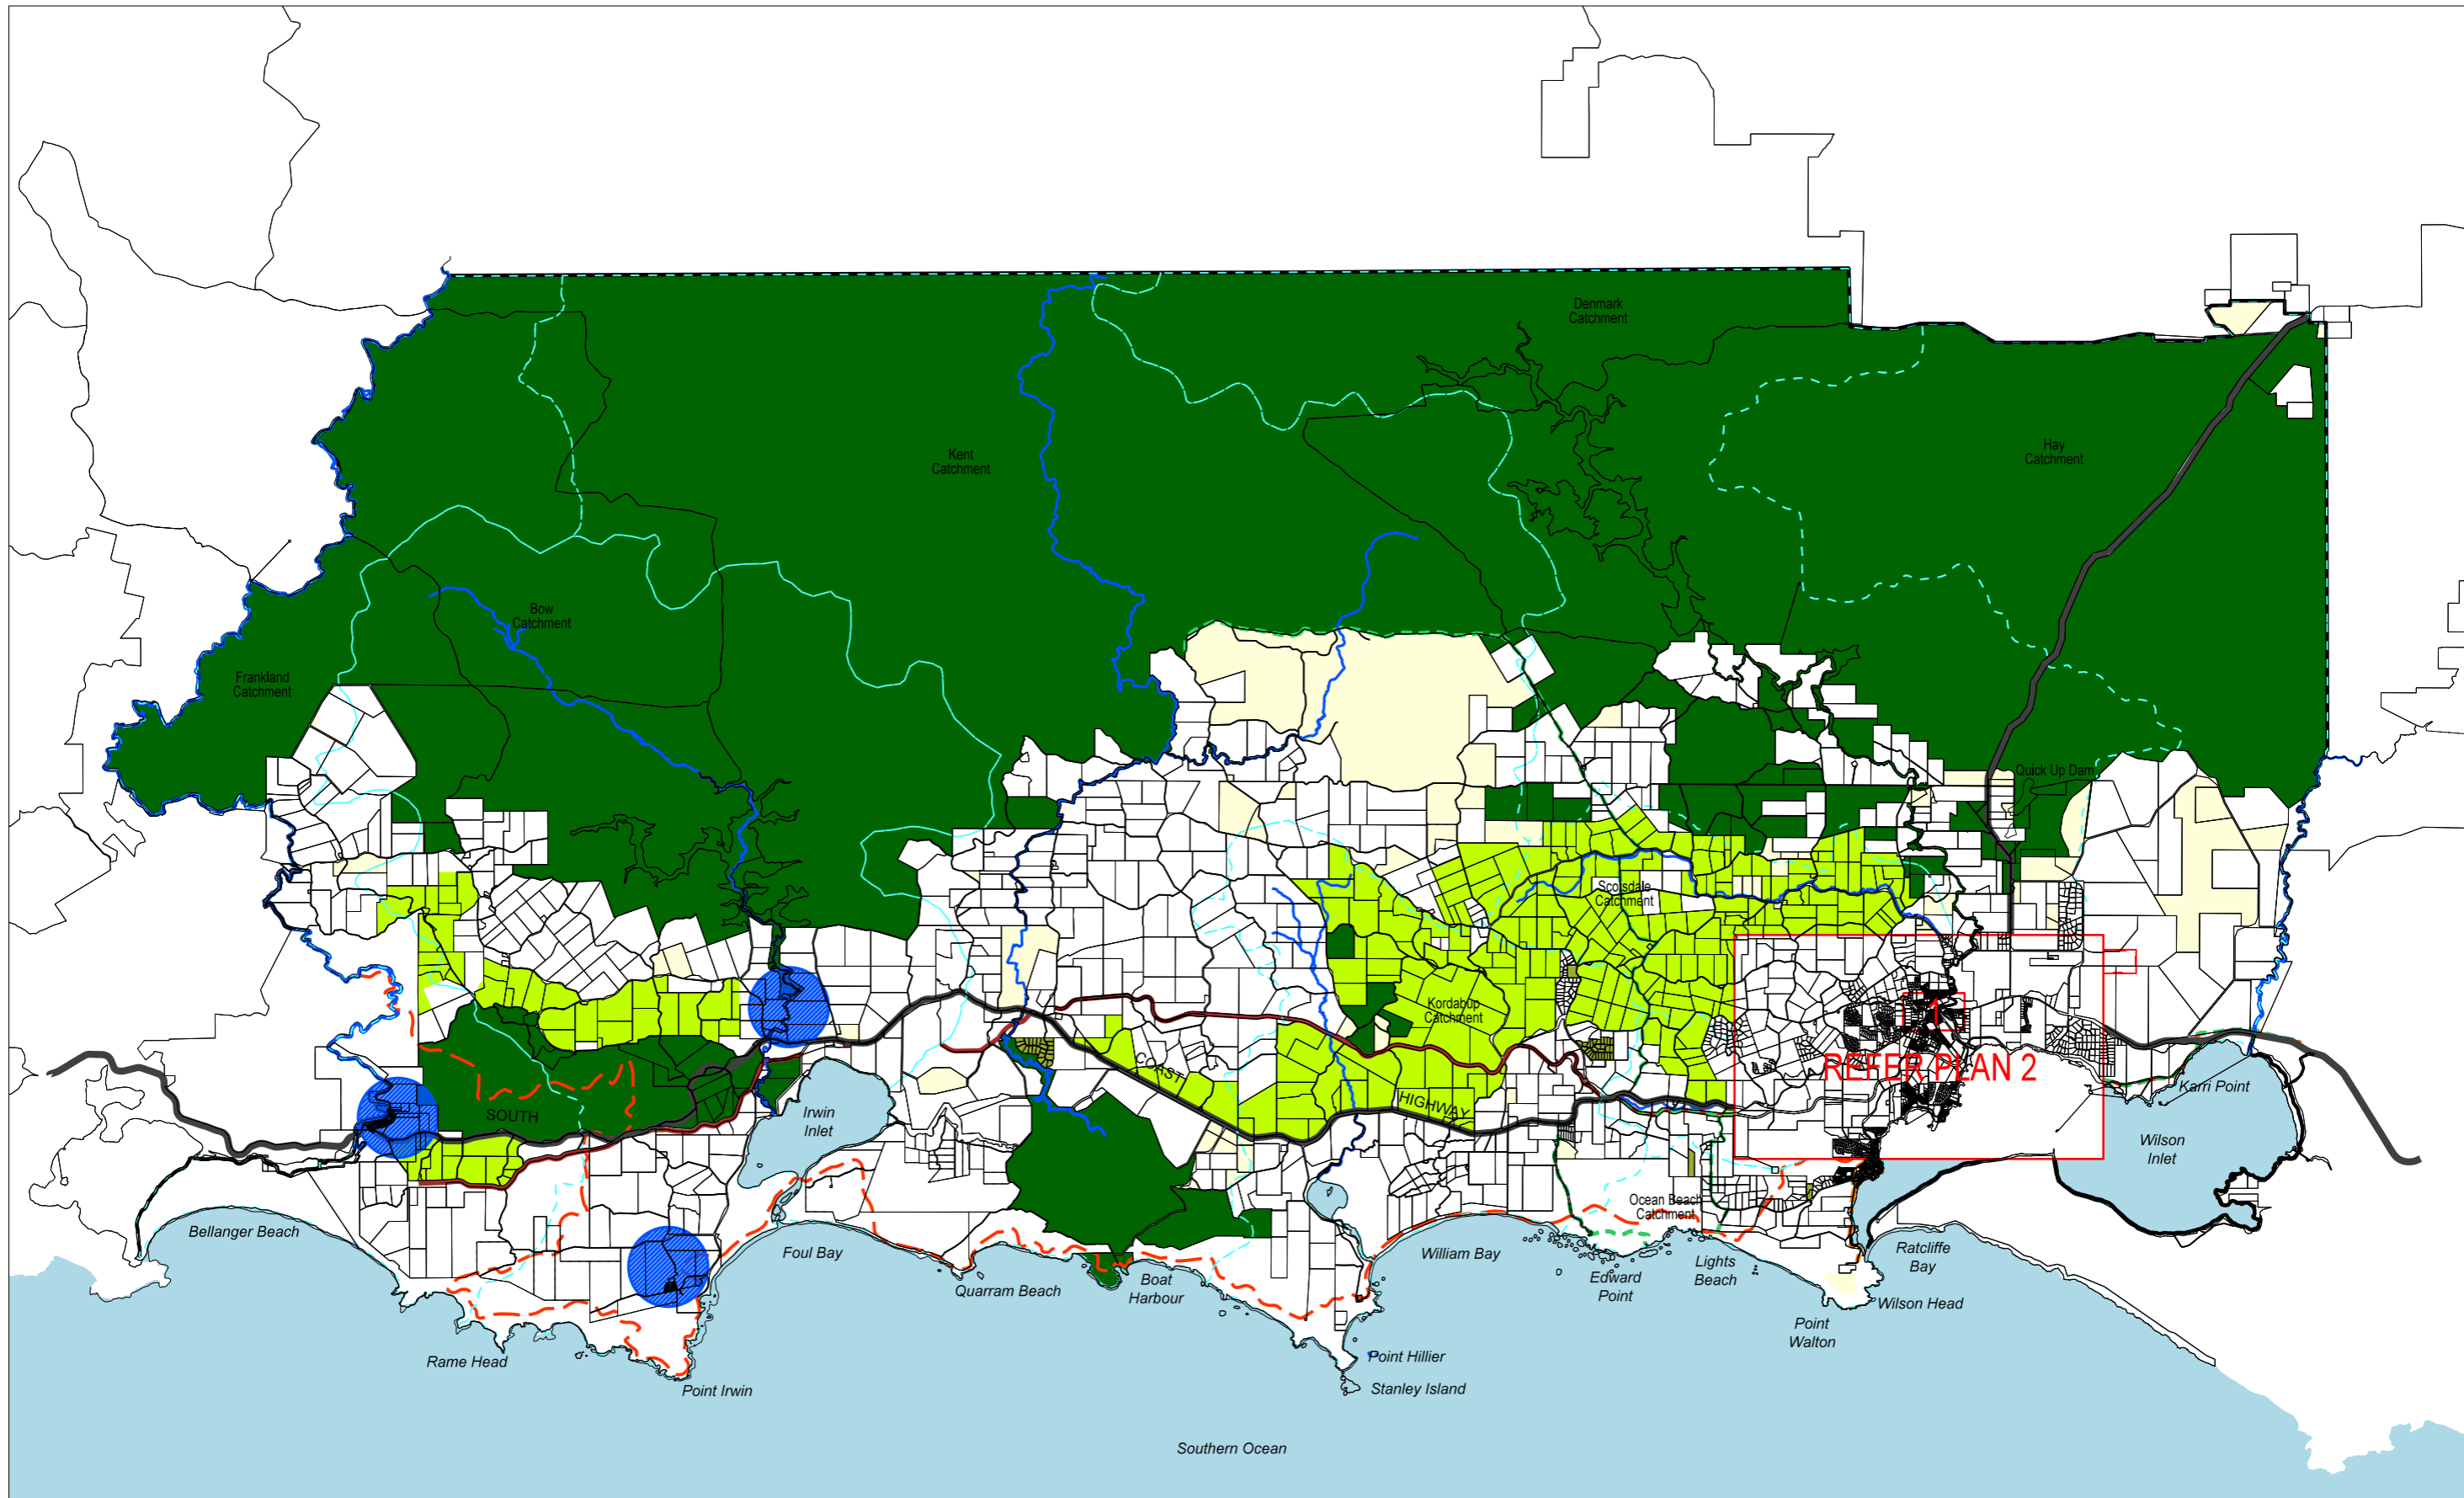 Denmark
Catchment
Kent
Catchment
Hay
Catchment
Bow
Catchment
Frankland
Catchment
Quick Up Dam
Scotsdale
Catchment
Kordabup
Catchment
1
REFER PLAN 2
COAST
HIGHWAY
SOUTH
Karri Point
Irwin
Inlet
Wilson
Inlet
Ocean Beach
Catchment
Bellanger Beach
Foul Bay
William Bay
Ratcliffe
Bay
Lights
Beach
Edward
Point
Boat
Harbour
Quarram Beach
Wilson Head
Point
Walton
Rame Head
Point Hillier
Point Irwin
Stanley Island
Southern Ocean